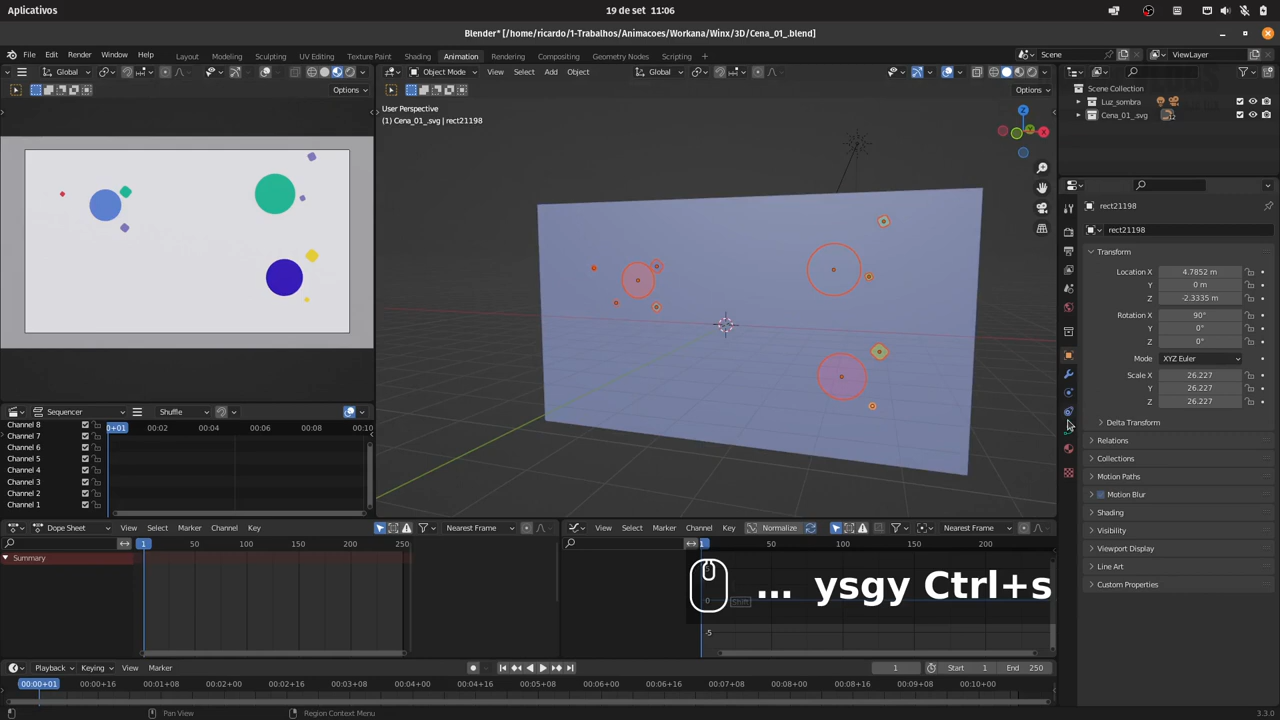 Aplicativos
19 de set 11:06
Blender* [/home/ricardo/1-Trabalhos/Animacoes/Workana/Winx/3D/Cena_01_.blend]
File Edit Render Window Help
Layout Modeling Sculpting UV Editing Texture Paint Shading Animation Rendering Compositing Geometry Nodes Scripting +
Scene
ViewLayer
Global
Object Mode View Select Add Object Global
Options
Options
User Perspective
(1) Cena_01_.svg | rect21198
Z
X
Y
Scene Collection
Luz_sombra
Cena_01_.svg
12
rect21198
rect21198
Transform
Location X 4.7852 m
Y 0 m
Z -2.3335 m
Rotation X 90°
Y 0°
Z 0°
Mode XYZ Euler
Scale X 26.227
Y 26.227
Z 26.227
Delta Transform
Relations
Collections
Motion Paths
Motion Blur
Shading
Visibility
Viewport Display
Line Art
Custom Properties
Sequencer Shuffle
0+01 00:02 00:04 00:06 00:08 00:10
Channel 8
Channel 7
Channel 6
Channel 5
Channel 4
Channel 3
Channel 2
Channel 1
Dope Sheet View Select Marker Channel Key Nearest Frame
1 50 100 150 200 250
Summary
View Select Marker Channel Key Normalize Nearest Frame
1 50 100 150 200
0
-5
Shift
... ysgy Ctrl+s
Playback Keying View Marker
1 Start 1 End 250
00:00+01 00:00+16 00:01+08 00:02+00 00:02+16 00:03+08 00:04+00 00:04+16 00:05+08 00:06+00 00:06+16 00:07+08 00:08+00 00:08+16 00:09+08 00:10+00
Pan View
Region Context Menu
3.3.0